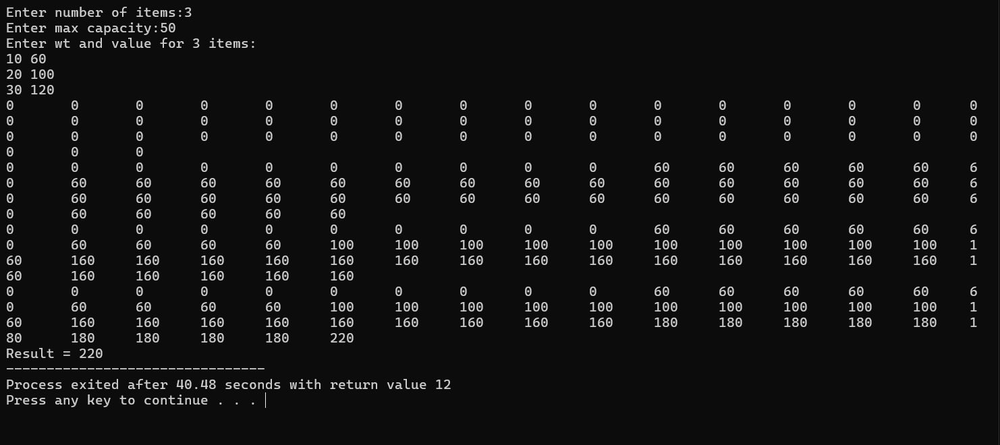 Enter number of items:3
Enter max capacity:50
Enter wt and value for 3 items:
10 60
20 100
30 120
0 0 0 0 0 0 0 0 0 0 0 0 0 0 0 0
0 0 0 0 0 0 0 0 0 0 0 0 0 0 0 0
0 0 0 0 0 0 0 0 0 0 0 0 0 0 0 0
0 0 0
0 0 0 0 0 0 0 0 0 0 60 60 60 60 60 6
0 60 60 60 60 60 60 60 60 60 60 60 60 60 60 6
0 60 60 60 60 60 60 60 60 60 60 60 60 60 60 6
0 60 60 60 60 60
0 0 0 0 0 0 0 0 0 0 60 60 60 60 60 6
0 60 60 60 60 100 100 100 100 100 100 100 100 100 100 1
60 160 160 160 160 160 160 160 160 160 160 160 160 160 160 1
60 160 160 160 160 160
0 0 0 0 0 0 0 0 0 0 60 60 60 60 60 6
0 60 60 60 60 100 100 100 100 100 100 100 100 100 100 1
60 160 160 160 160 160 160 160 160 160 180 180 180 180 180 1
80 180 180 180 180 220
Result = 220
--------------------------------
Process exited after 40.48 seconds with return value 12
Press any key to continue . . .